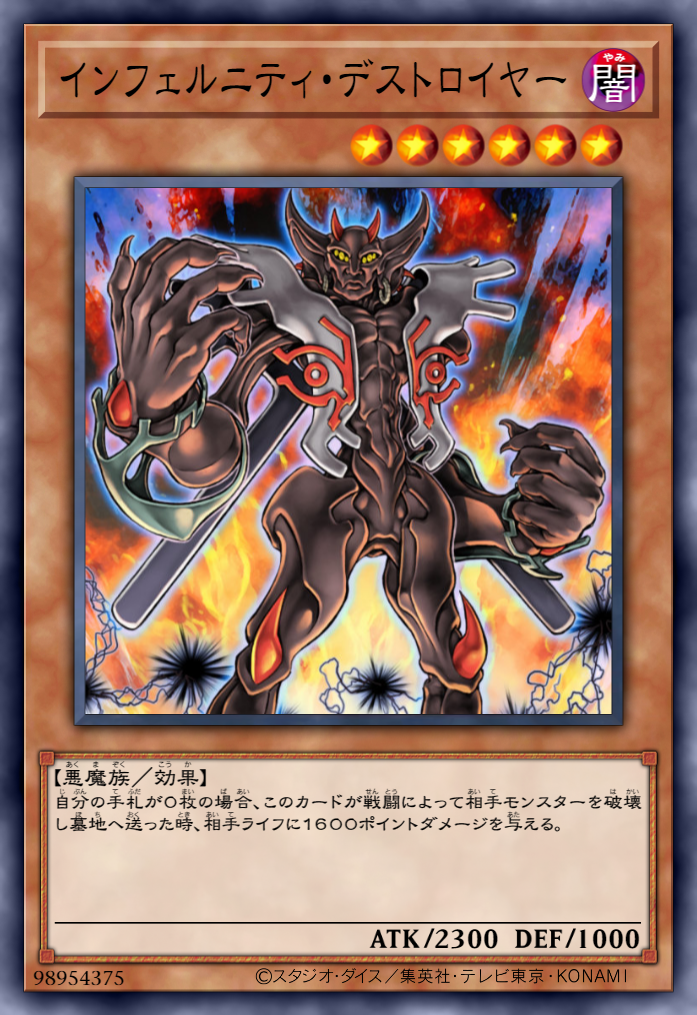 インフェルニティ・デストロイヤー
やみ
闇
【悪魔族／効果】
自分の手札が０枚の場合、このカードが戦闘によって相手モンスターを破壊
し墓地へ送った時、相手ライフに１６００ポイントダメージを与える。
ATK/2300 DEF/1000
98954375
©スタジオ・ダイス／集英社・テレビ東京・KONAMI